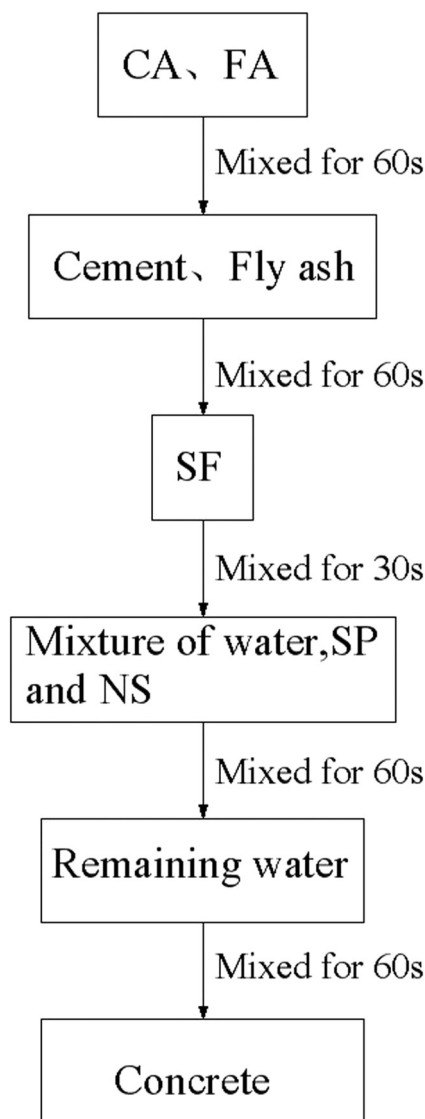 CA、FA
Mixed for 60s
Cement、Fly ash
Mixed for 60s
SF
Mixed for 30s
Mixture of water,SP
and NS
Mixed for 60s
Remaining water
Mixed for 60s
Concrete